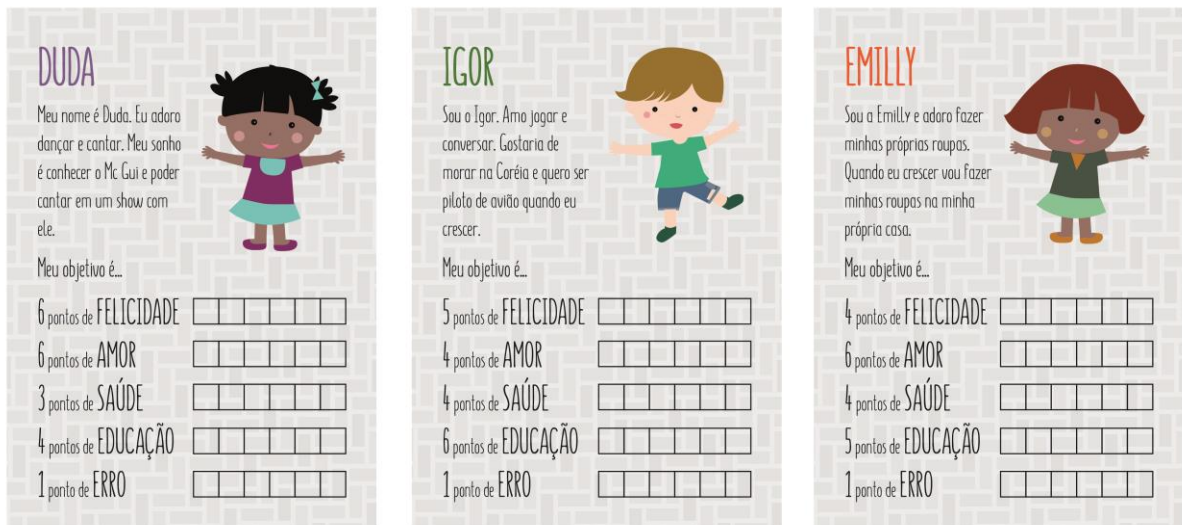 DUDA
Meu nome é Duda. Eu adoro
dançar e cantar. Meu sonho
é conhecer o Mc Gui e poder
cantar em um show com
ele.
Meu objetivo é...
6 pontos de FELICIDADE
6 pontos de AMOR
3 pontos de SAÚDE
4 pontos de EDUCAÇÃO
1 ponto de ERRO
IGOR
Sou o Igor. Amo jogar e
conversar. Gostaria de
morar na Coréia e quero ser
piloto de avião quando eu
crescer.
Meu objetivo é...
5 pontos de FELICIDADE
4 pontos de AMOR
4 pontos de SAÚDE
6 pontos de EDUCAÇÃO
1 ponto de ERRO
EMILLY
Sou a Emilly e adoro fazer
minhas próprias roupas.
Quando eu crescer vou fazer
minhas roupas na minha
própria casa.
Meu objetivo é...
4 pontos de FELICIDADE
6 pontos de AMOR
4 pontos de SAÚDE
5 pontos de EDUCAÇÃO
1 ponto de ERRO